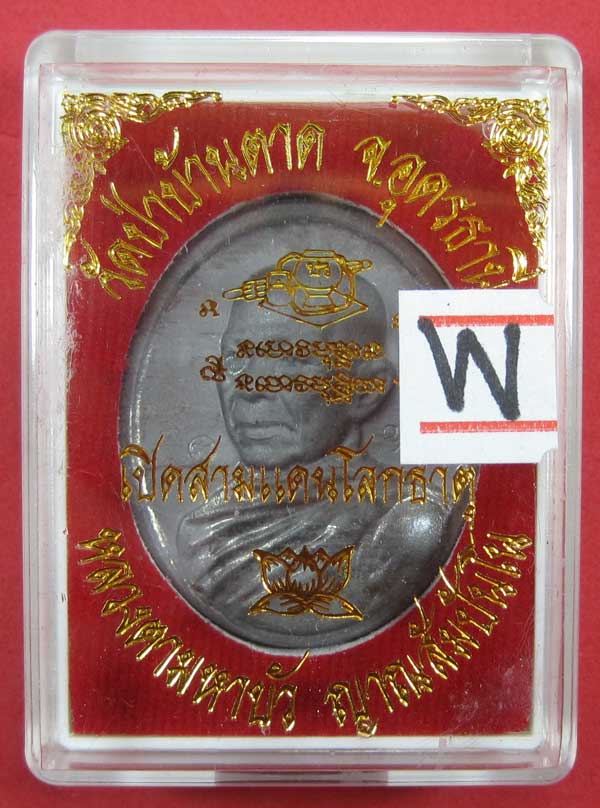 วัดป่าบ้านตาด จ.อุดรธานี
พ
เปิดสามแดนโลกธาตุ
หลวงตามหาบัว ญาณสัมปันโน